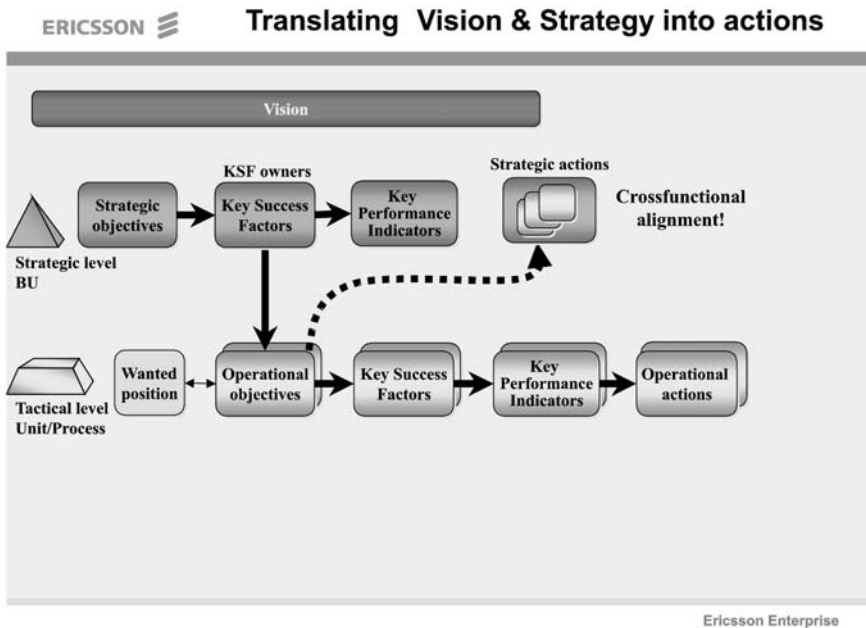 ERICSSON
Translating Vision & Strategy into actions
Vision
KSF owners
Strategic actions
Strategic
objectives
Key Success
Factors
Key
Performance
Indicators
Crossfunctional
alignment!
Strategic level
BU
Wanted
position
Operational
objectives
Key Success
Factors
Key
Performance
Indicators
Operational
actions
Tactical level
Unit/Process
Ericsson Enterprise